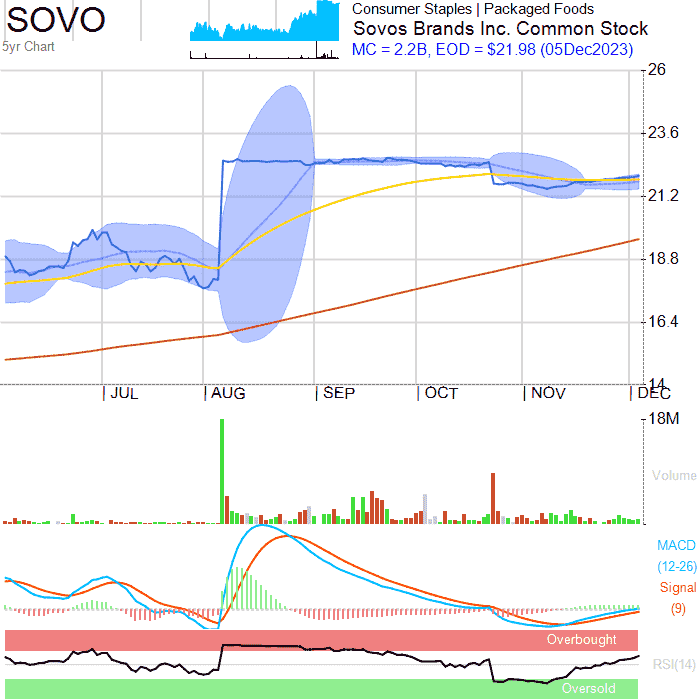 SOVO
5yr Chart
Consumer Staples | Packaged Foods
Sovos Brands Inc. Common Stock
MC = 2.2B, EOD = $21.98 (05Dec2023)
26
23.6
21.2
18.8
16.4
14
JUL AUG SEP OCT NOV DEC
18M
Volume
MACD
(12-26)
Signal
(9)
Overbought
RSI(14)
Oversold